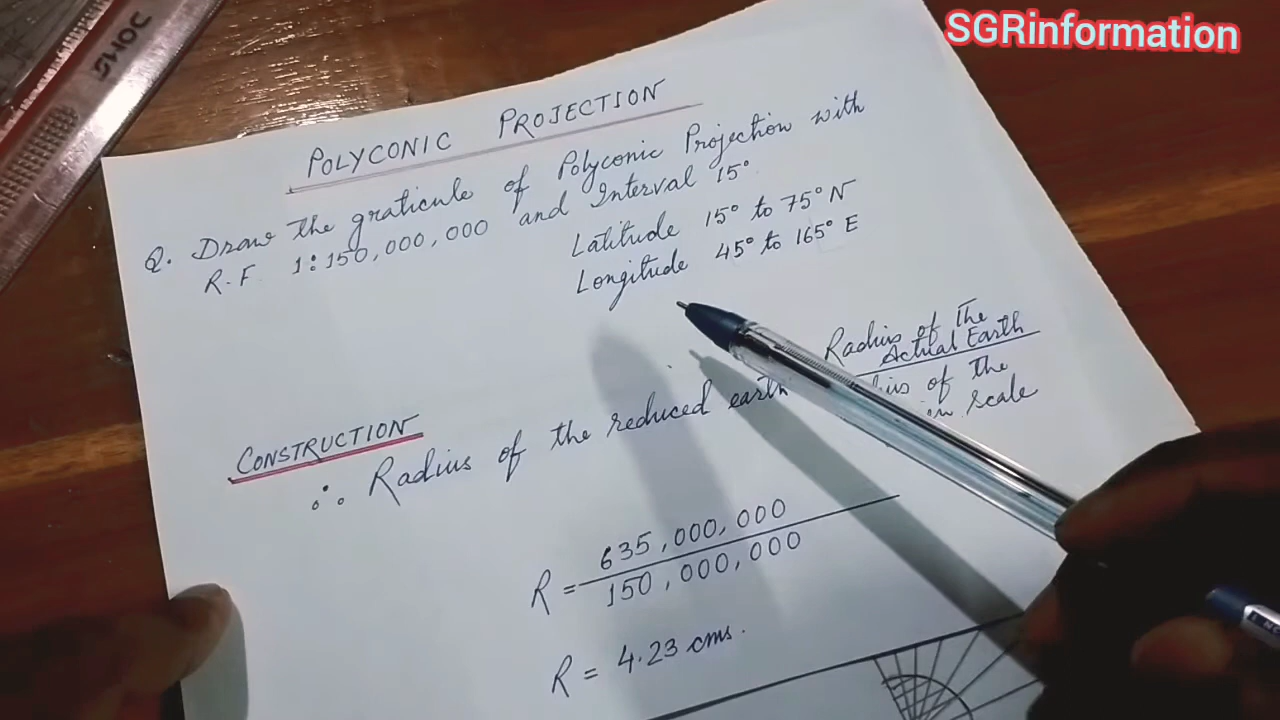 SGRinformation
DOMS
POLYCONIC PROJECTION
Q. Draw the graticule of Polyconic Projection with
R.F. 1:150,000,000 and Interval 15°
Latitude 15° to 75° N
Longitude 45° to 165° E
CONSTRUCTION
∴ Radius of the reduced earth
Radius of the
Actual Earth
of the
scale
R = 635,000,000
150,000,000
R = 4.23 cms.